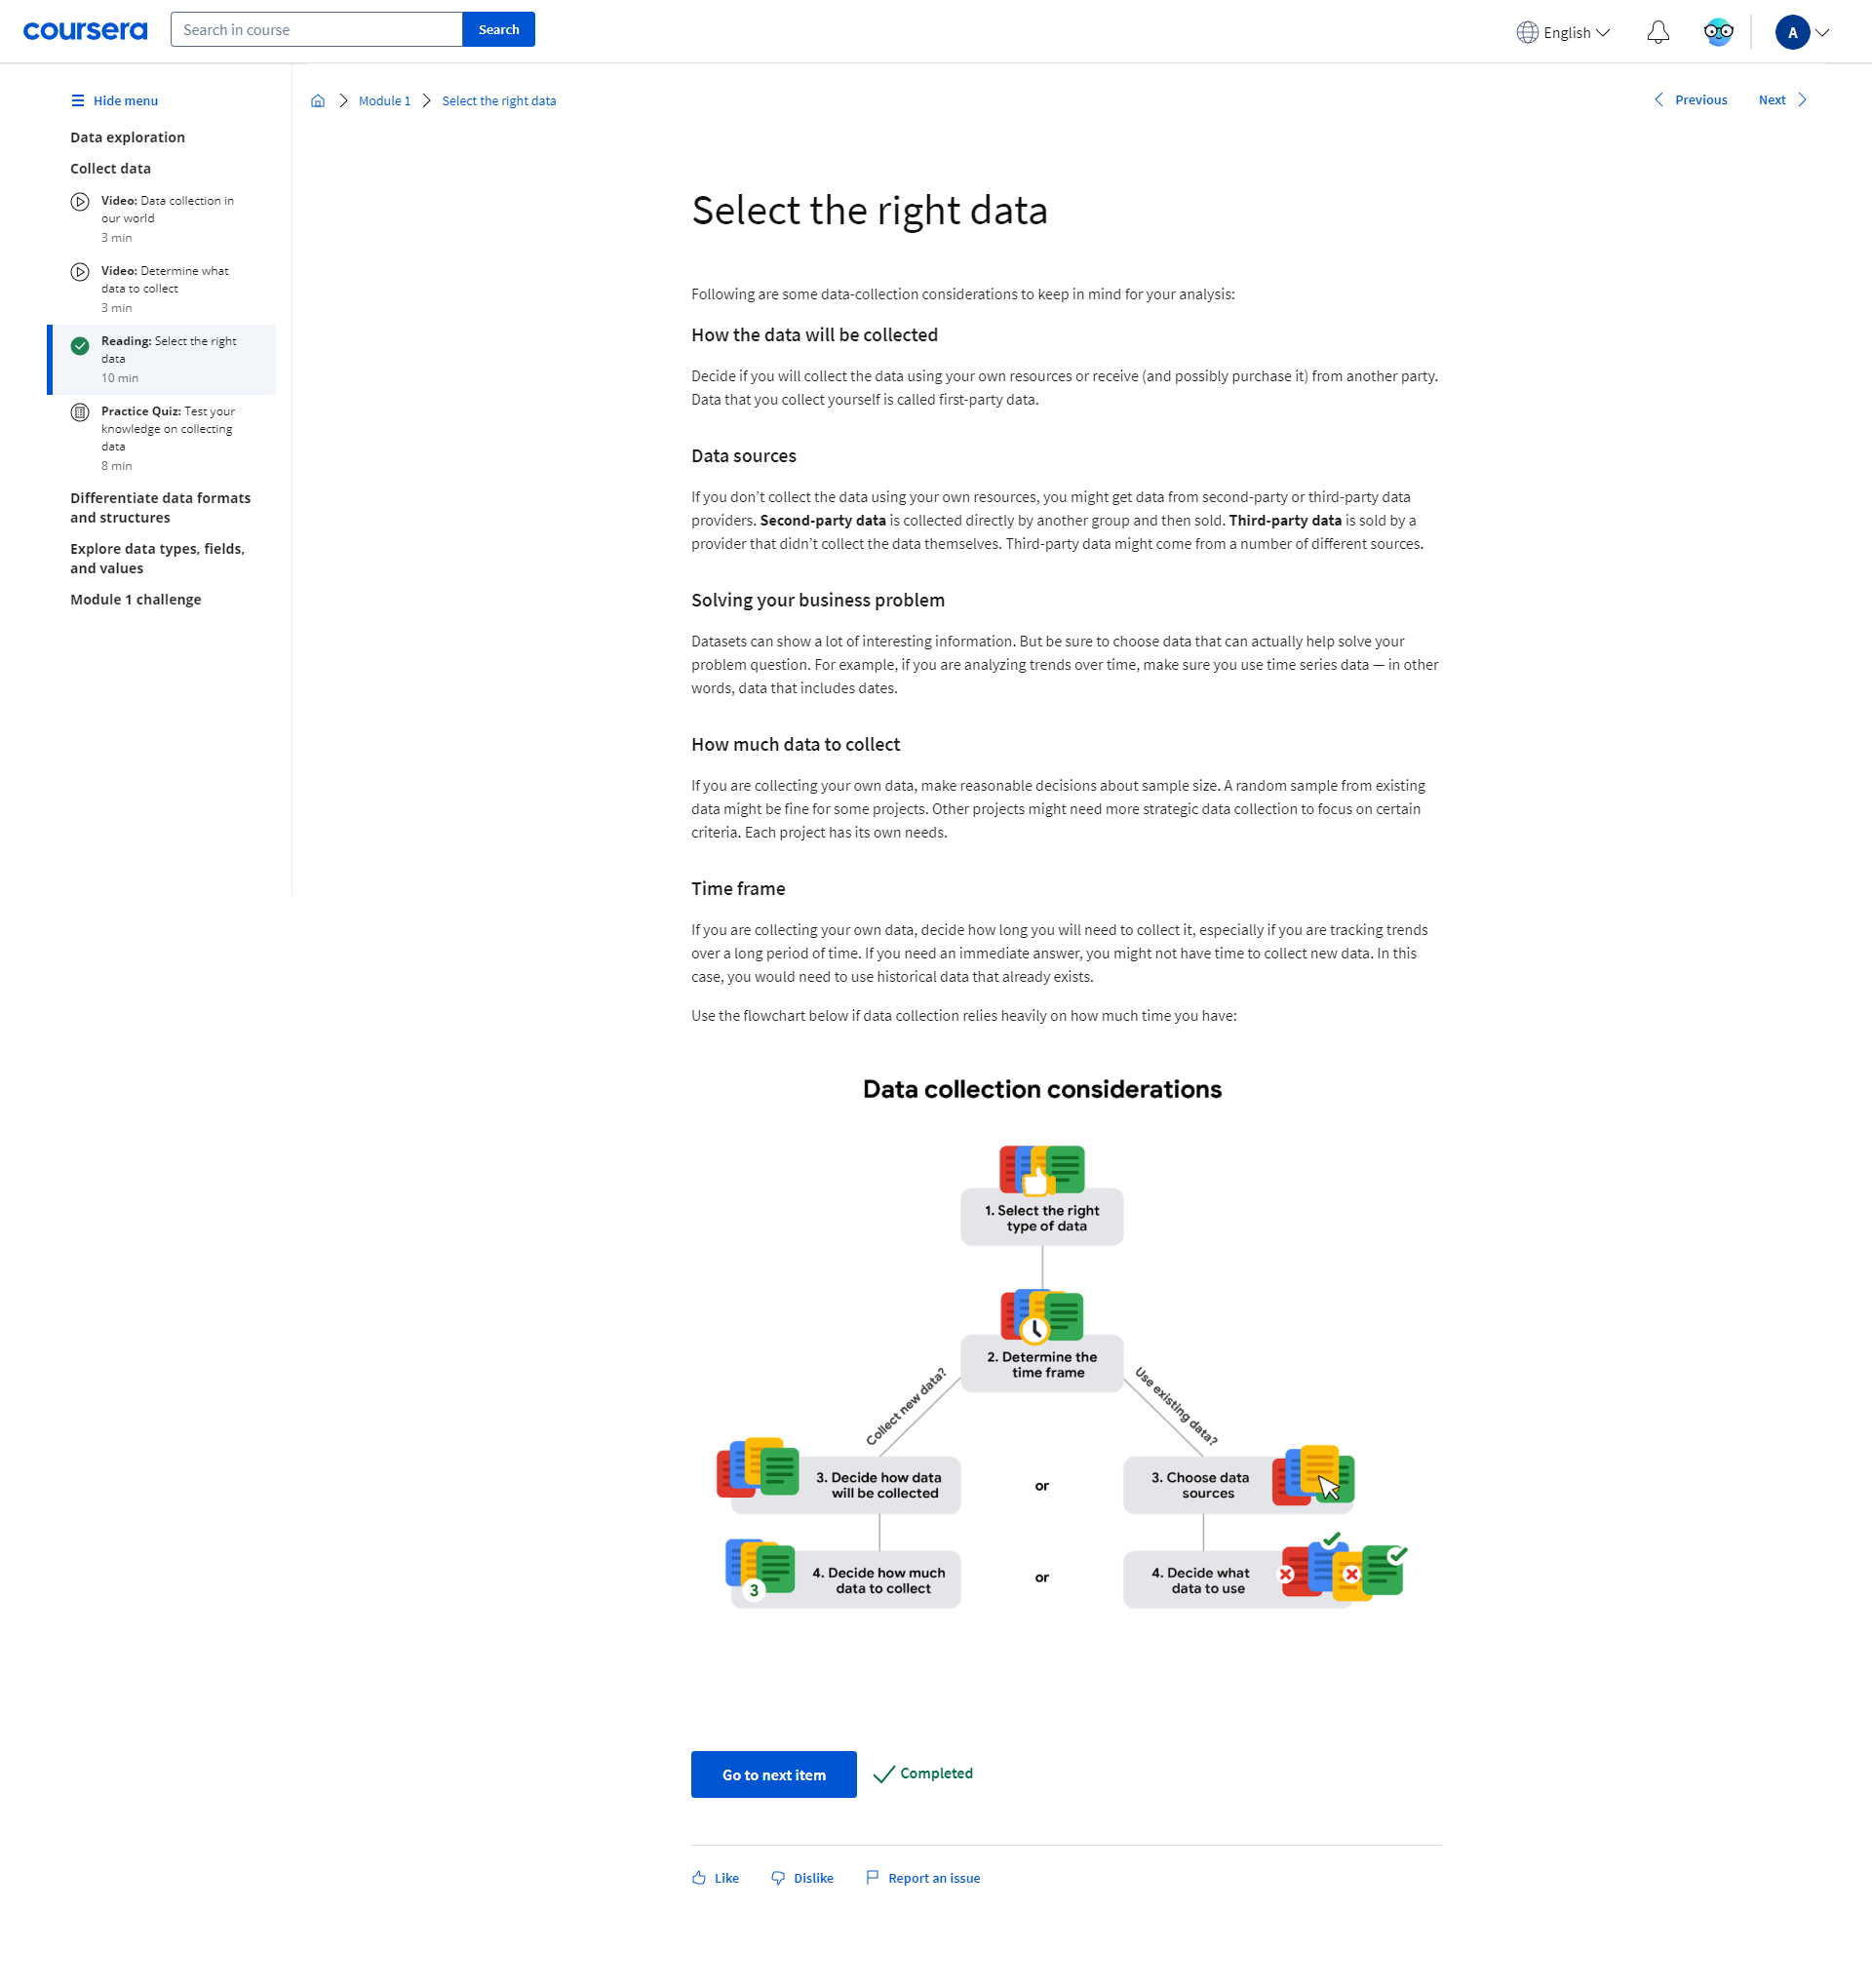 coursera
Search in course
Search
English
A
Hide menu
Data exploration
Collect data
Video: Data collection in
our world
3 min
Video: Determine what
data to collect
3 min
Reading: Select the right
data
10 min
Practice Quiz: Test your
knowledge on collecting
data
8 min
Differentiate data formats
and structures
Explore data types, fields,
and values
Module 1 challenge
Module 1
Select the right data
Previous
Next
Select the right data
Following are some data-collection considerations to keep in mind for your analysis:
How the data will be collected
Decide if you will collect the data using your own resources or receive (and possibly purchase it) from another party.
Data that you collect yourself is called first-party data.
Data sources
If you don’t collect the data using your own resources, you might get data from second-party or third-party data
providers. Second-party data is collected directly by another group and then sold. Third-party data is sold by a
provider that didn’t collect the data themselves. Third-party data might come from a number of different sources.
Solving your business problem
Datasets can show a lot of interesting information. But be sure to choose data that can actually help solve your
problem question. For example, if you are analyzing trends over time, make sure you use time series data — in other
words, data that includes dates.
How much data to collect
If you are collecting your own data, make reasonable decisions about sample size. A random sample from existing
data might be fine for some projects. Other projects might need more strategic data collection to focus on certain
criteria. Each project has its own needs.
Time frame
If you are collecting your own data, decide how long you will need to collect it, especially if you are tracking trends
over a long period of time. If you need an immediate answer, you might not have time to collect new data. In this
case, you would need to use historical data that already exists.
Use the flowchart below if data collection relies heavily on how much time you have:
Data collection considerations
1. Select the right
type of data
2. Determine the
time frame
Collect new data?
Use existing data?
3. Decide how data
will be collected
or
3. Choose data
sources
4. Decide how much
data to collect
3
or
4. Decide what
data to use
Go to next item
Completed
Like
Dislike
Report an issue